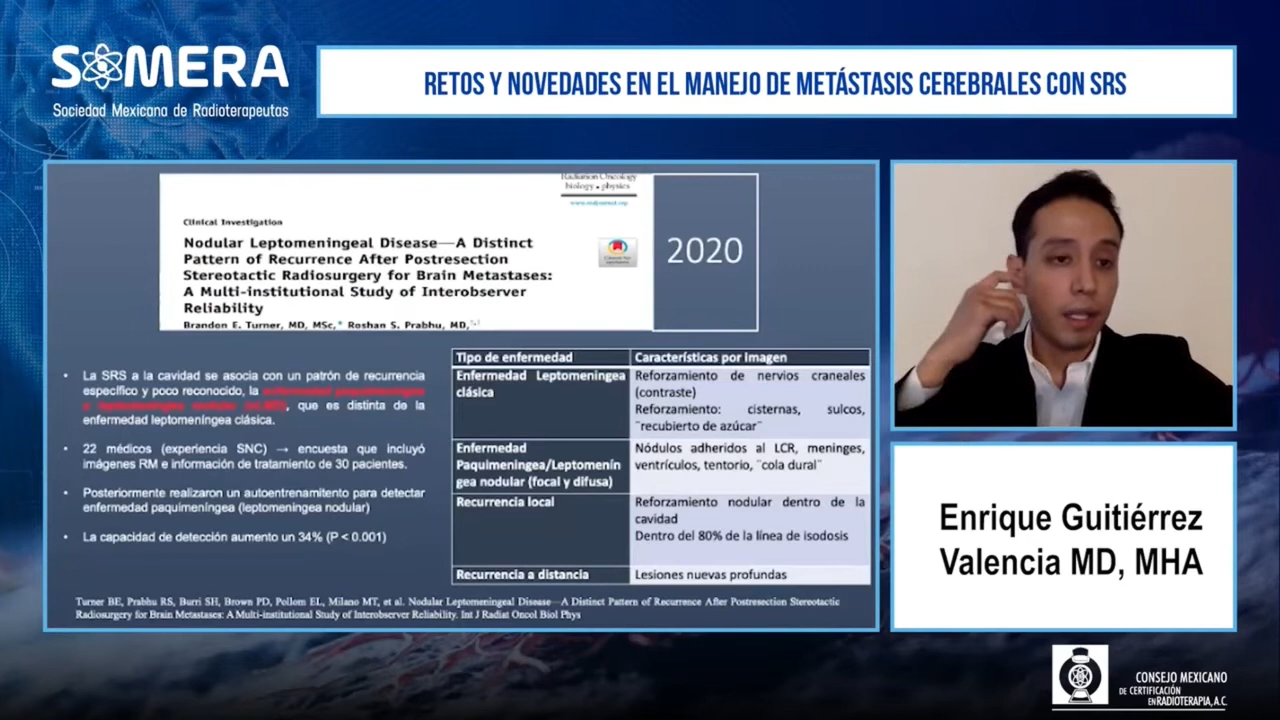 SOMERA
Sociedad Mexicana de Radioterapeutas
RETOS Y NOVEDADES EN EL MANEJO DE METÁSTASIS CEREBRALES CON SRS
Radiation Oncology
biology • physics
www.redjournal.org
Clinical Investigation
Nodular Leptomeningeal Disease—A Distinct
Pattern of Recurrence After Postresection
Stereotactic Radiosurgery for Brain Metastases:
A Multi-institutional Study of Interobserver
Reliability
Brandon E. Turner, MD, MSc,* Roshan S. Prabhu, MD,
2020
• La SRS a la cavidad se asocia con un patrón de recurrencia
específico y poco reconocido, la enfermedad paquimeníngea
o leptomeníngea nodular, que es distinta de la
enfermedad leptomeníngea clásica.
• 22 médicos (experiencia SNC) → encuesta que incluyó
imágenes RM e información de tratamiento de 30 pacientes.
• Posteriormente realizaron un autoentrenamitento para detectar
enfermedad paquimeníngea (leptomeningea nodular)
• La capacidad de detección aumento un 34% (P < 0.001)
Tipo de enfermedad Características por imagen
Enfermedad Leptomeningea
clásica
Reforzamiento de nervios craneales
(contraste)
Reforzamiento: cisternas, sulcos,
¨recubierto de azúcar¨
Enfermedad
Paquimeningea/Leptomenín
gea nodular (focal y difusa)
Nódulos adheridos al LCR, meninges,
ventrículos, tentorio, ¨cola dural¨
Recurrencia local
Reforzamiento nodular dentro de la
cavidad
Dentro del 80% de la línea de isodosis
Recurrencia a distancia Lesiones nuevas profundas
Turner BE, Prabhu RS, Burri SH, Brown PD, Pollom EL, Milano MT, et al. Nodular Leptomeningeal Disease—A Distinct Pattern of Recurrence After Postresection Stereotactic
Radiosurgery for Brain Metastases: A Multi-institutional Study of Interobserver Reliability. Int J Radiat Oncol Biol Phys
Enrique Guitiérrez
Valencia MD, MHA
CONSEJO MEXICANO
DE CERTIFICACIÓN
EN RADIOTERAPIA, A.C.